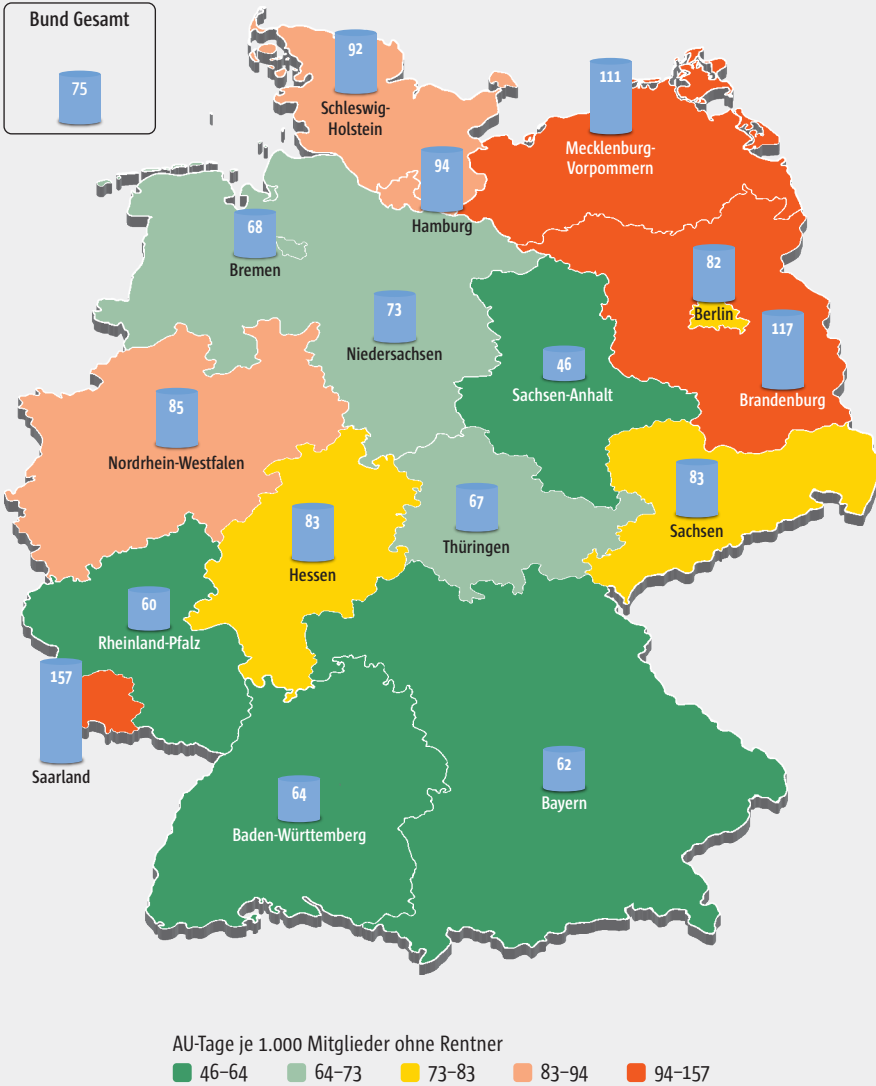 Bund Gesamt
75
92
Schleswig-
Holstein
111
Mecklenburg-
Vorpommern
94
Hamburg
68
Bremen
82
Berlin
73
Niedersachsen
117
Brandenburg
46
Sachsen-Anhalt
85
Nordrhein-Westfalen
83
Sachsen
67
Thüringen
83
Hessen
60
Rheinland-Pfalz
157
Saarland
62
Bayern
64
Baden-Württemberg
AU-Tage je 1.000 Mitglieder ohne Rentner
46–64 64–73 73–83 83–94 94–157